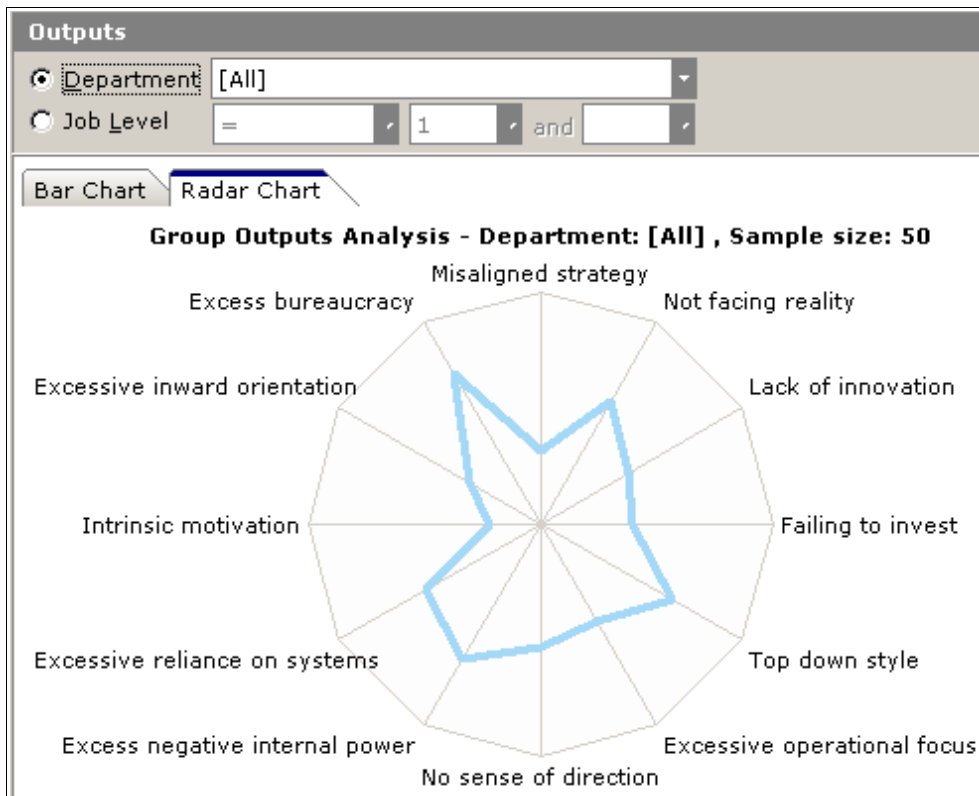 Outputs
Department [All]
Job Level = 1 and
Bar Chart Radar Chart
Group Outputs Analysis - Department: [All] , Sample size: 50
Misaligned strategy
Excess bureaucracy Not facing reality
Excessive inward orientation Lack of innovation
Intrinsic motivation Failing to invest
Excessive reliance on systems Top down style
Excess negative internal power Excessive operational focus
No sense of direction